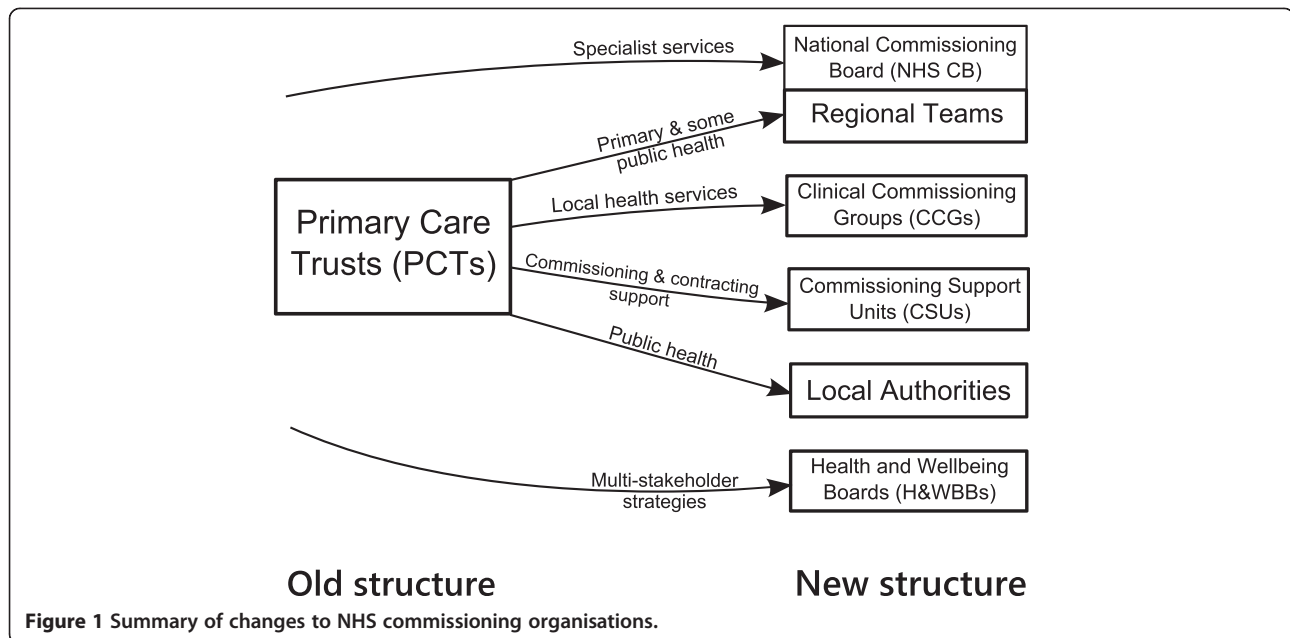 Specialist services
National Commissioning
Board (NHS CB)
Primary & some
public health
Regional Teams
Primary Care
Trusts (PCTs)
Local health services
Clinical Commissioning
Groups (CCGs)
Commissioning & contracting
support
Commissioning Support
Units (CSUs)
Public health
Local Authorities
Multi-stakeholder
strategies
Health and Wellbeing
Boards (H&WBBs)
Old structure
New structure
Figure 1 Summary of changes to NHS commissioning organisations.